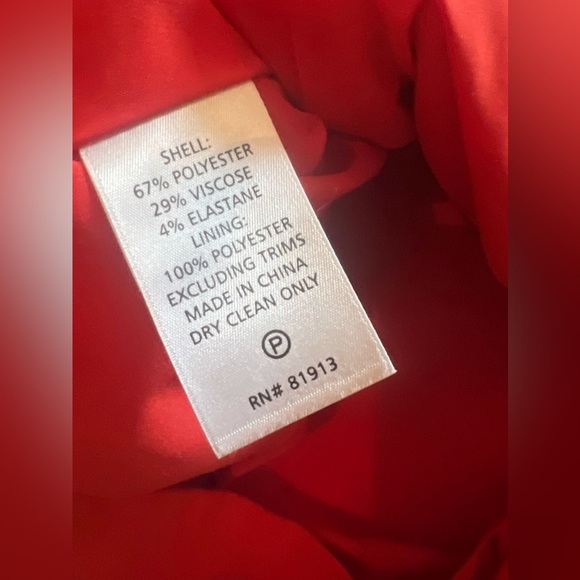 SHELL:
67% POLYESTER
29% VISCOSE
4% ELASTANE
LINING:
100% POLYESTER
EXCLUDING TRIMS
MADE IN CHINA
DRY CLEAN ONLY
P
RN# 81913